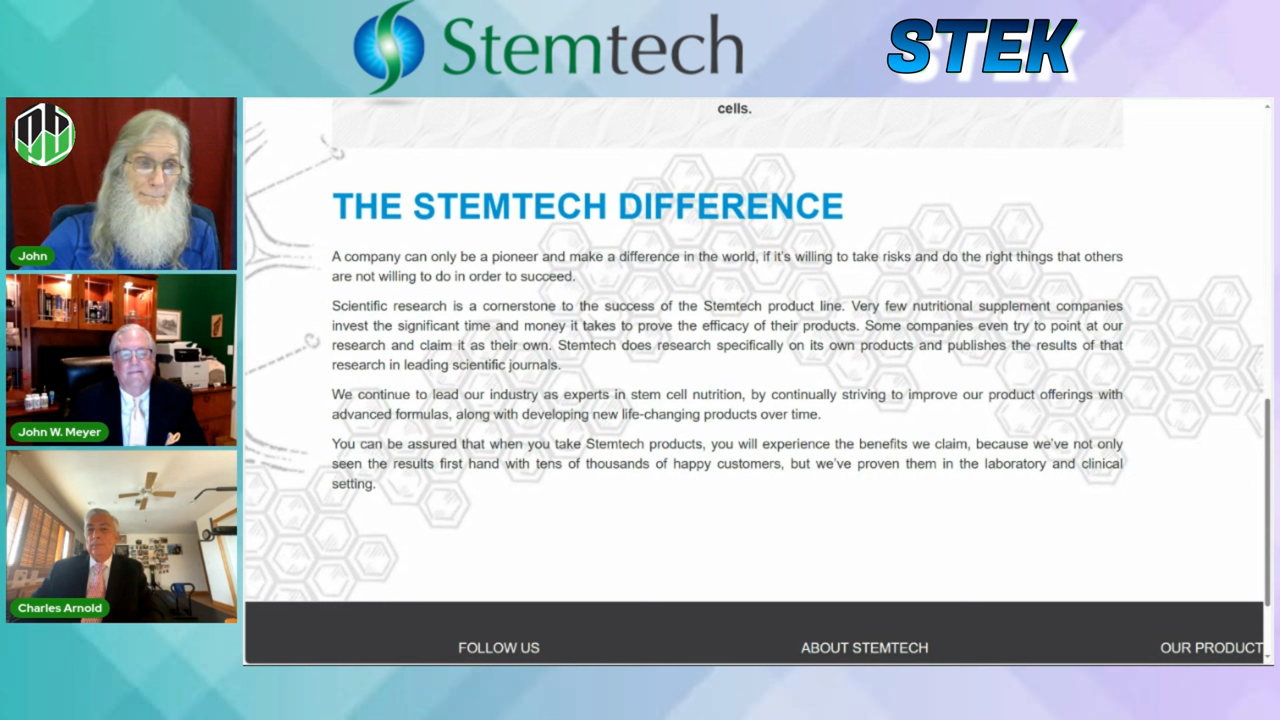 Stemtech
STEK
John
John W. Meyer
Charles Arnold
cells.
THE STEMTECH DIFFERENCE
A company can only be a pioneer and make a difference in the world, if it's willing to take risks and do the right things that others
are not willing to do in order to succeed.
Scientific research is a cornerstone to the success of the Stemtech product line. Very few nutritional supplement companies
invest the significant time and money it takes to prove the efficacy of their products. Some companies even try to point at our
research and claim it as their own. Stemtech does research specifically on its own products and publishes the results of that
research in leading scientific journals.
We continue to lead our industry as experts in stem cell nutrition, by continually striving to improve our product offerings with
advanced formulas, along with developing new life-changing products over time.
You can be assured that when you take Stemtech products, you will experience the benefits we claim, because we've not only
seen the results first hand with tens of thousands of happy customers, but we've proven them in the laboratory and clinical
setting.
FOLLOW US
ABOUT STEMTECH
OUR PRODUCT